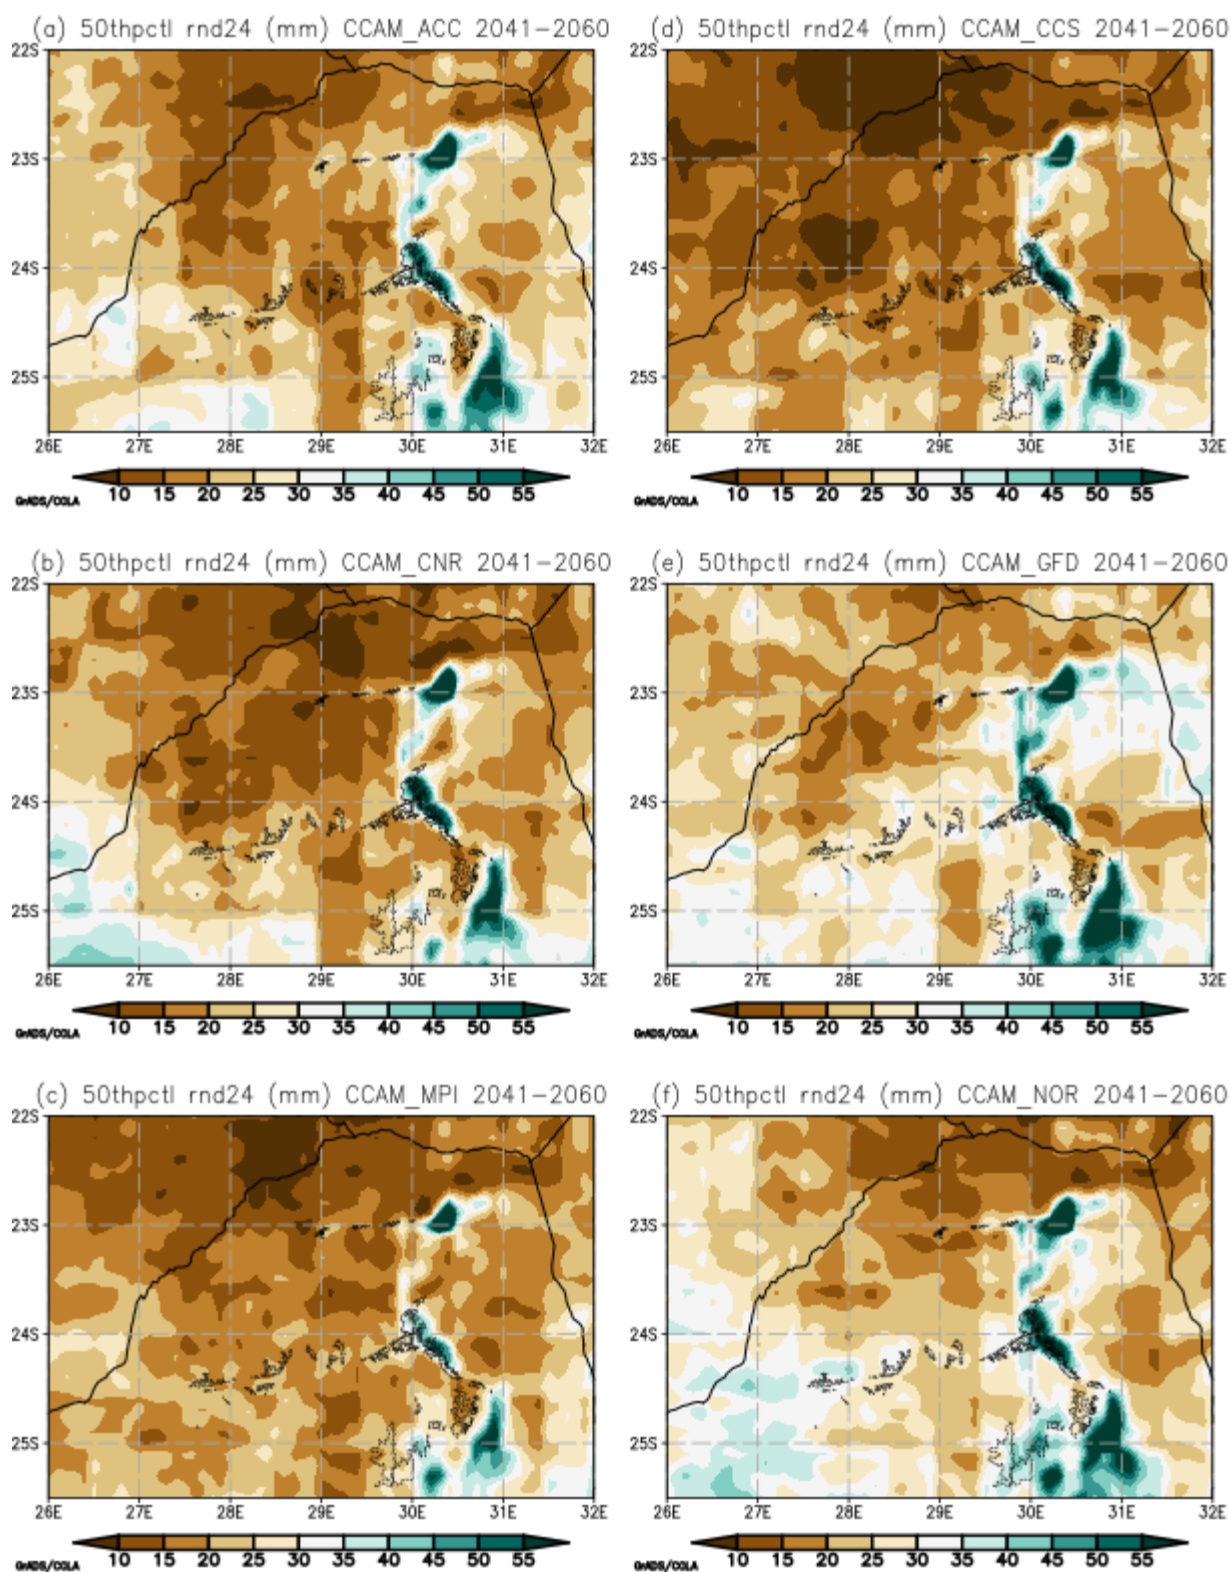 (a) 50thpctl rnd24 (mm) CCAM_ACC 2041-2060
22S
23S
24S
25S
26E 27E 28E 29E 30E 31E 32E
10 15 20 25 30 35 40 45 50 55
GrADS/COLA
(d) 50thpctl rnd24 (mm) CCAM_CCS 2041-2060
22S
23S
24S
25S
26E 27E 28E 29E 30E 31E 32E
10 15 20 25 30 35 40 45 50 55
GrADS/COLA
(b) 50thpctl rnd24 (mm) CCAM_CNR 2041-2060
22S
23S
24S
25S
26E 27E 28E 29E 30E 31E 32E
10 15 20 25 30 35 40 45 50 55
GrADS/COLA
(e) 50thpctl rnd24 (mm) CCAM_GFD 2041-2060
22S
23S
24S
25S
26E 27E 28E 29E 30E 31E 32E
10 15 20 25 30 35 40 45 50 55
GrADS/COLA
(c) 50thpctl rnd24 (mm) CCAM_MPI 2041-2060
22S
23S
24S
25S
26E 27E 28E 29E 30E 31E 32E
10 15 20 25 30 35 40 45 50 55
GrADS/COLA
(f) 50thpctl rnd24 (mm) CCAM_NOR 2041-2060
22S
23S
24S
25S
26E 27E 28E 29E 30E 31E 32E
10 15 20 25 30 35 40 45 50 55
GrADS/COLA